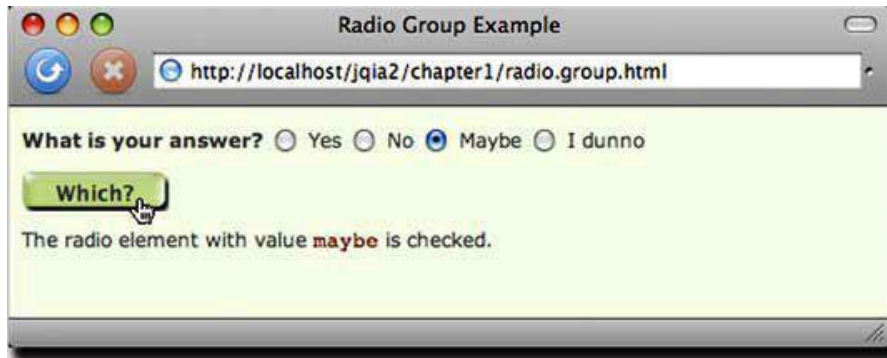 Radio Group Example
http://localhost/jqia2/chapter1/radio.group.html
What is your answer? Yes No Maybe I dunno
Which?
The radio element with value maybe is checked.